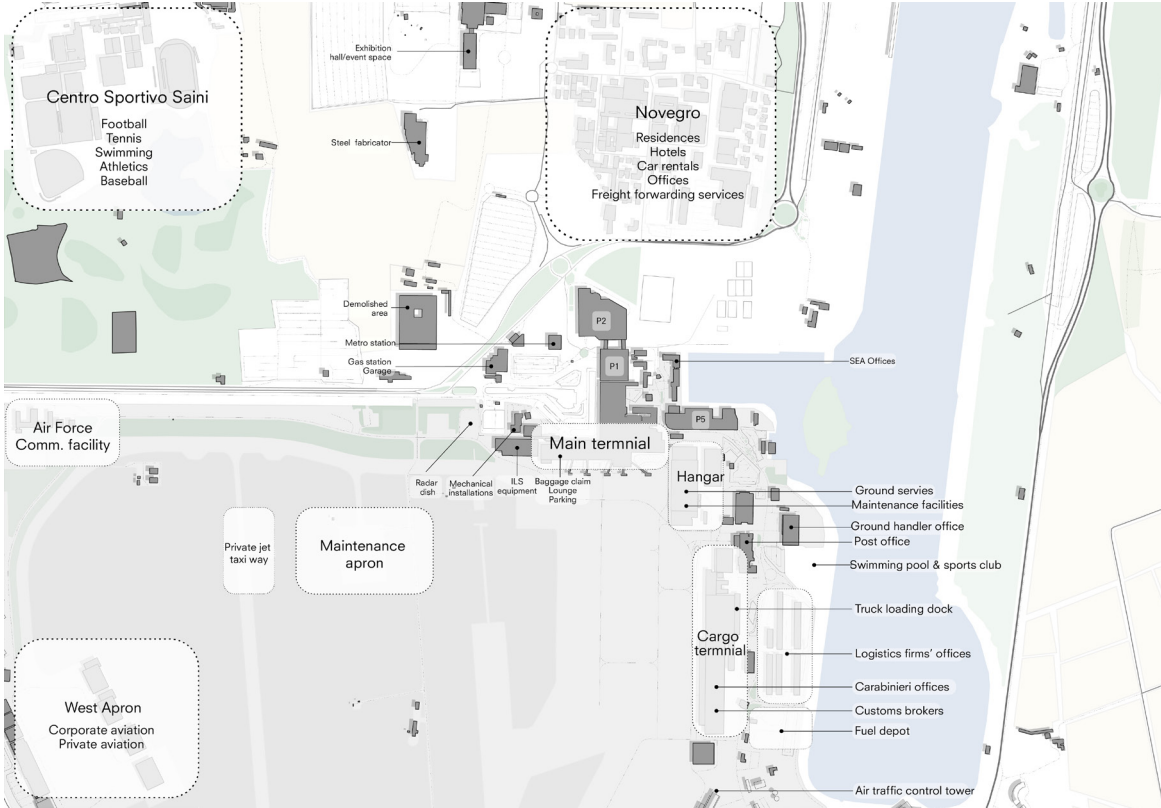 Exhibition
hall/event space
Centro Sportivo Saini
Football
Tennis
Swimming
Athletics
Baseball
Novegro
Residences
Hotels
Car rentals
Offices
Freight forwarding services
Steel fabricator
Demolished
area
P2
Metro station
Gas station
Garage
P1
SEA Offices
P5
Air Force
Comm. facility
Main termnial
Radar
dish
Mechanical
installations
ILS
equipment
Baggage claim
Lounge
Parking
Hangar
Ground servies
Maintenance facilities
Ground handler office
Post office
Swimming pool & sports club
Private jet
taxi way
Maintenance
apron
Truck loading dock
Cargo
termnial
Logistics firms' offices
Carabinieri offices
Customs brokers
Fuel depot
West Apron
Corporate aviation
Private aviation
Air traffic control tower